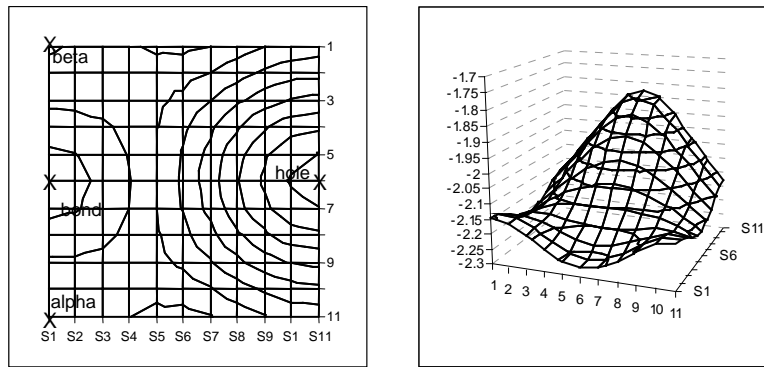 X
beta
1
3
5
hole
X
X
bond
7
9
alpha
X
11
S1 S2 S3 S4 S5 S6 S7 S8 S9 S1 S11
-1.7
-1.75
-1.8
-1.85
-1.9
-1.95
-2
-2.05
-2.1
-2.15
-2.2
-2.25
-2.3
1 2 3 4 5 6 7 8 9 10 11
S1
S6
S11